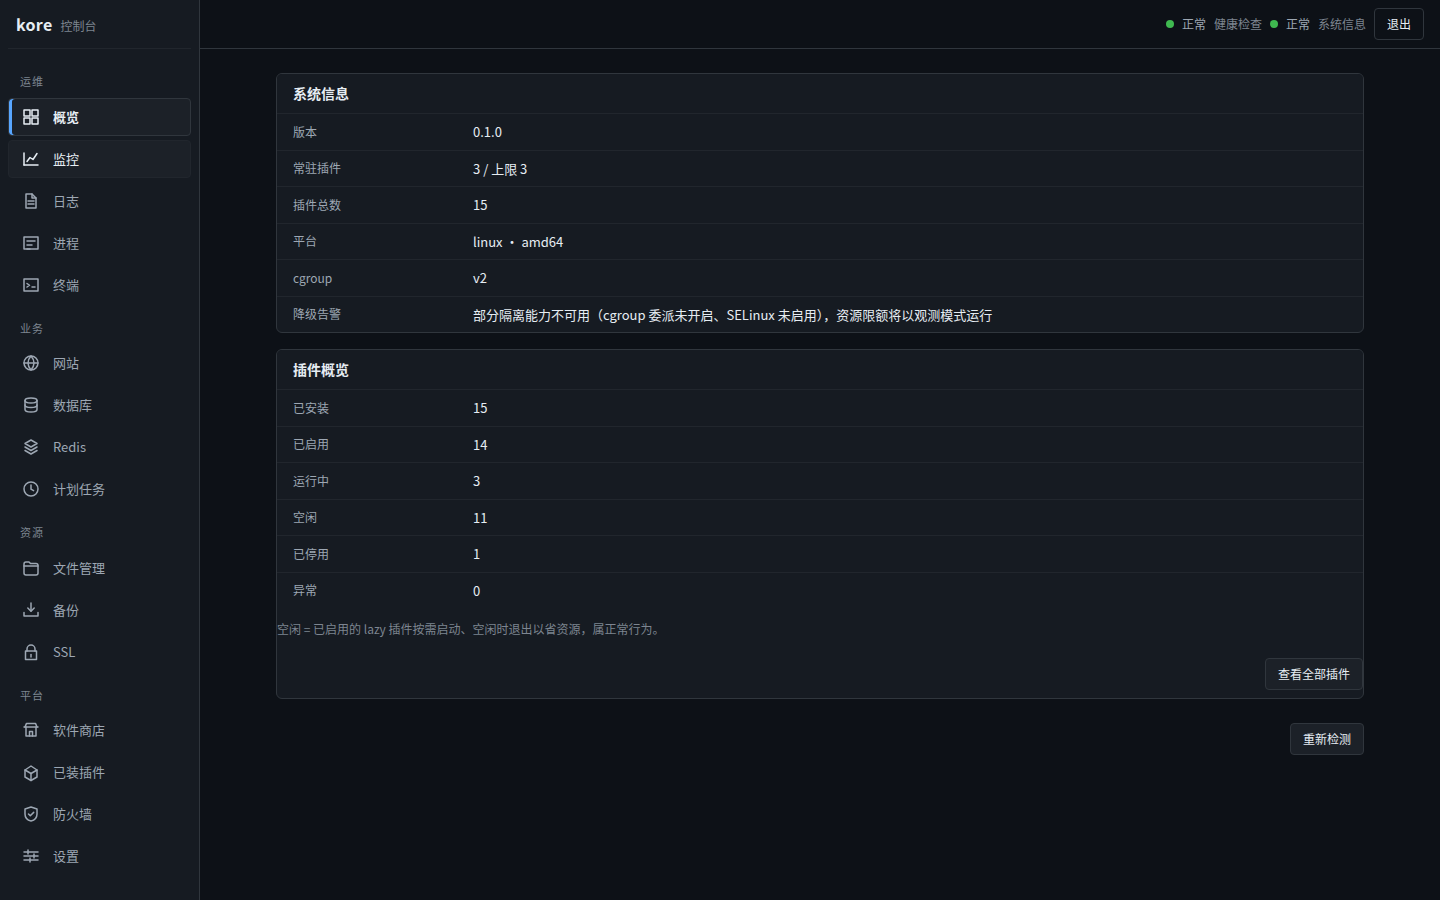 kore 控制台
正常 健康检查 正常 系统信息 退出
运维
概览
监控
日志
进程
终端
业务
网站
数据库
Redis
计划任务
资源
文件管理
备份
SSL
平台
软件商店
已装插件
防火墙
设置
系统信息
版本 0.1.0
常驻插件 3 / 上限 3
插件总数 15
平台 linux · amd64
cgroup v2
降级告警 部分隔离能力不可用（cgroup 委派未开启、SELinux 未启用），资源限额将以观测模式运行
插件概览
已安装 15
已启用 14
运行中 3
空闲 11
已停用 1
异常 0
空闲 = 已启用的 lazy 插件按需启动、空闲时退出以省资源，属正常行为。
查看全部插件
重新检测